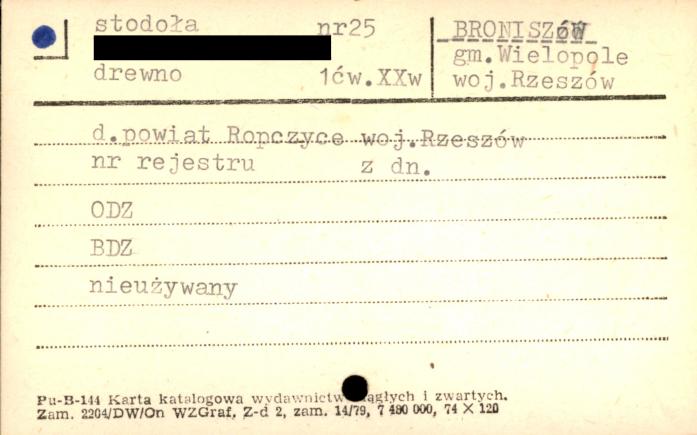 stodoła nr25
drewno 1ćw.XXw
BRONISZÓW
gm.Wielopole
woj.Rzeszów
d.powiat Ropczyce woj.Rzeszów
nr rejestru z dn.
ODZ
BDZ
nieużywany
Pu-B-144 Karta katalogowa wydawnictw ciągłych i zwartych.
Zam. 2204/DW/On WZGraf, Z-d 2, zam. 14/79, 7 480 000, 74 × 120